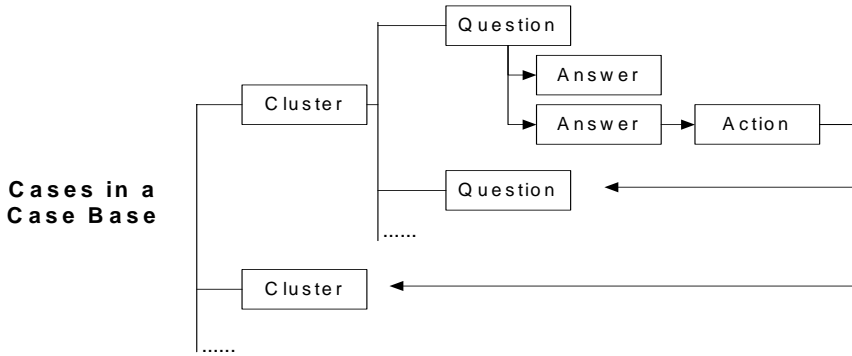 Question
Answer
Cluster
Answer
Action
Cases in a
Case Base
Question
......
Cluster
......